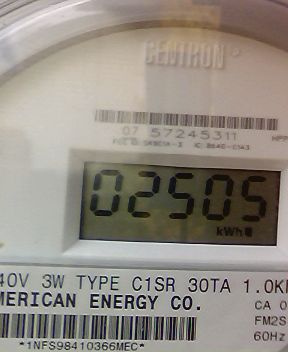 CENTRON®
07 57245311
02505
kWh
40V 3W TYPE C1SR 30TA 1.0K
MERICAN ENERGY CO.
CA 0
FM2S
60Hz
*1NFS98410366MEC*